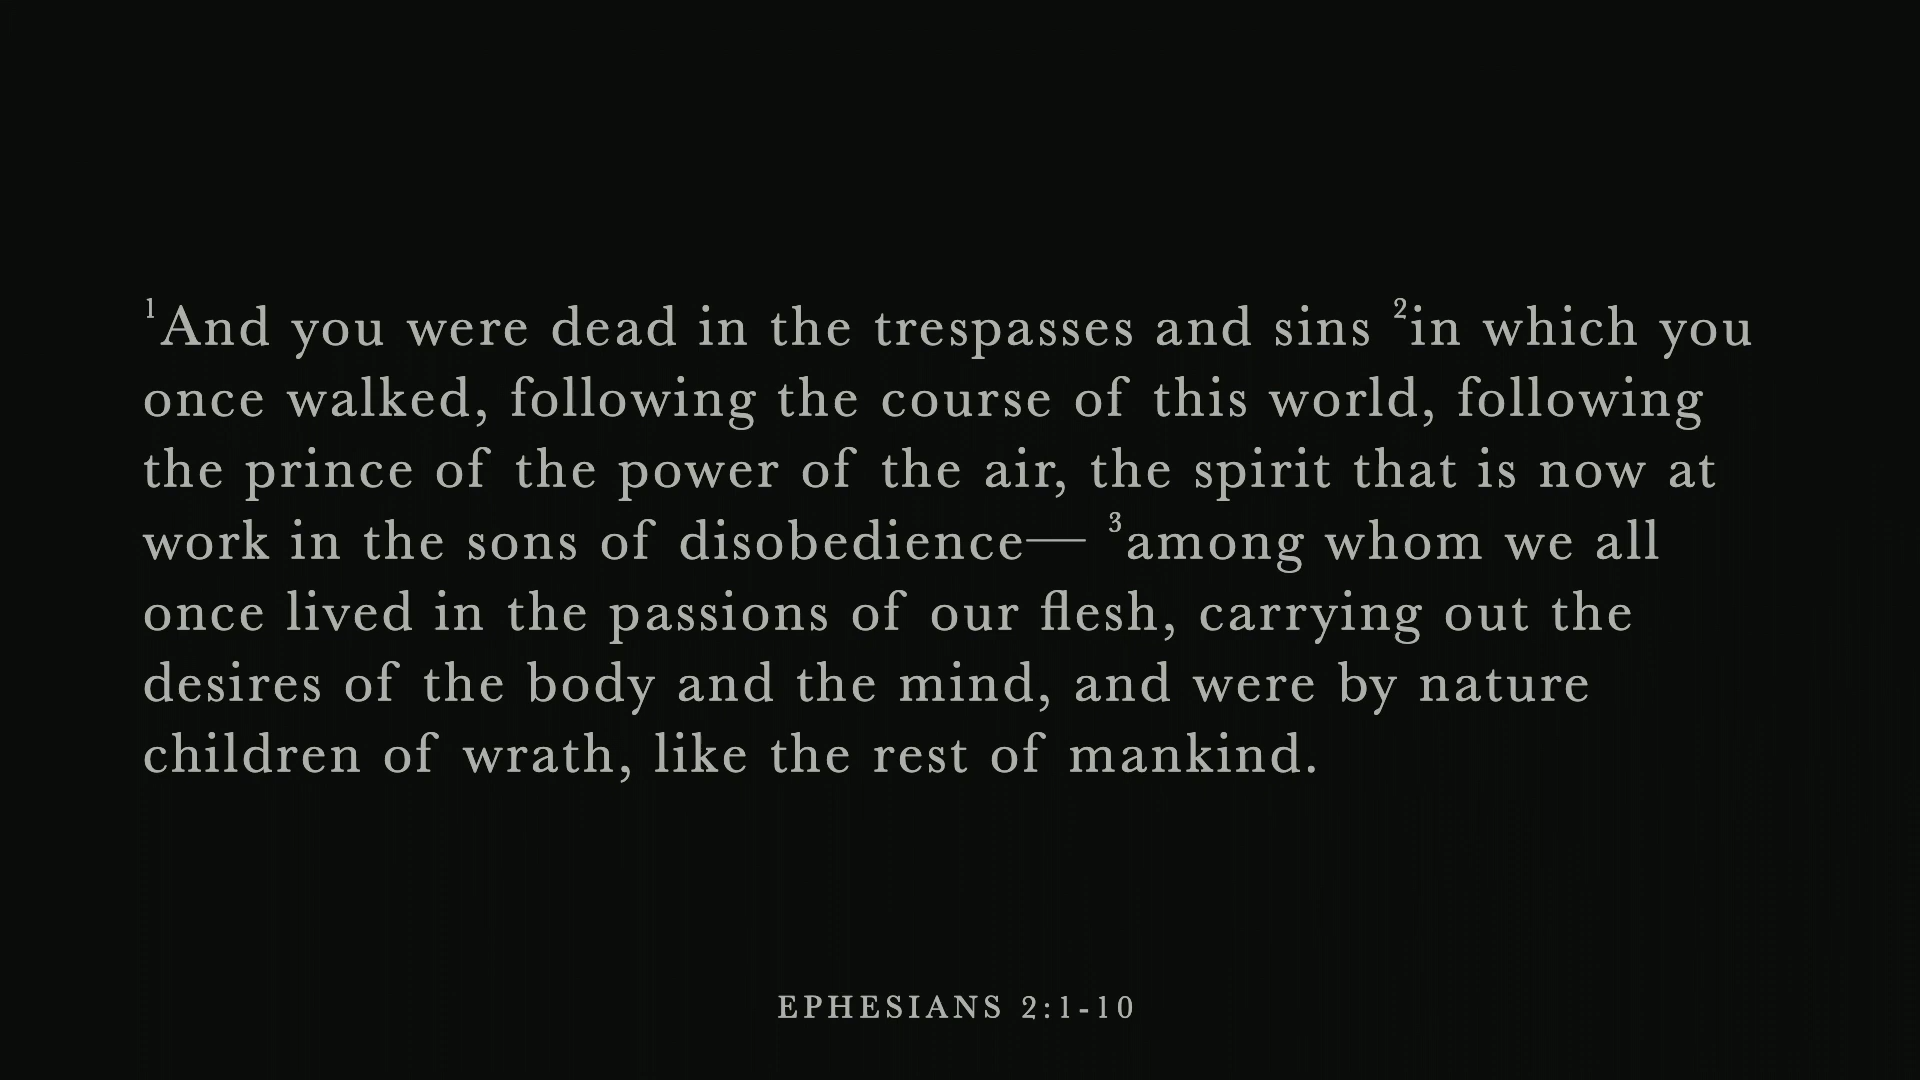 ¹And you were dead in the trespasses and sins ²in which you
once walked, following the course of this world, following
the prince of the power of the air, the spirit that is now at
work in the sons of disobedience— ³among whom we all
once lived in the passions of our flesh, carrying out the
desires of the body and the mind, and were by nature
children of wrath, like the rest of mankind.
EPHESIANS 2:1-10